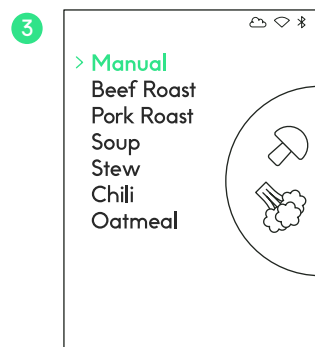 3
> Manual
Beef Roast
Pork Roast
Soup
Stew
Chili
Oatmeal